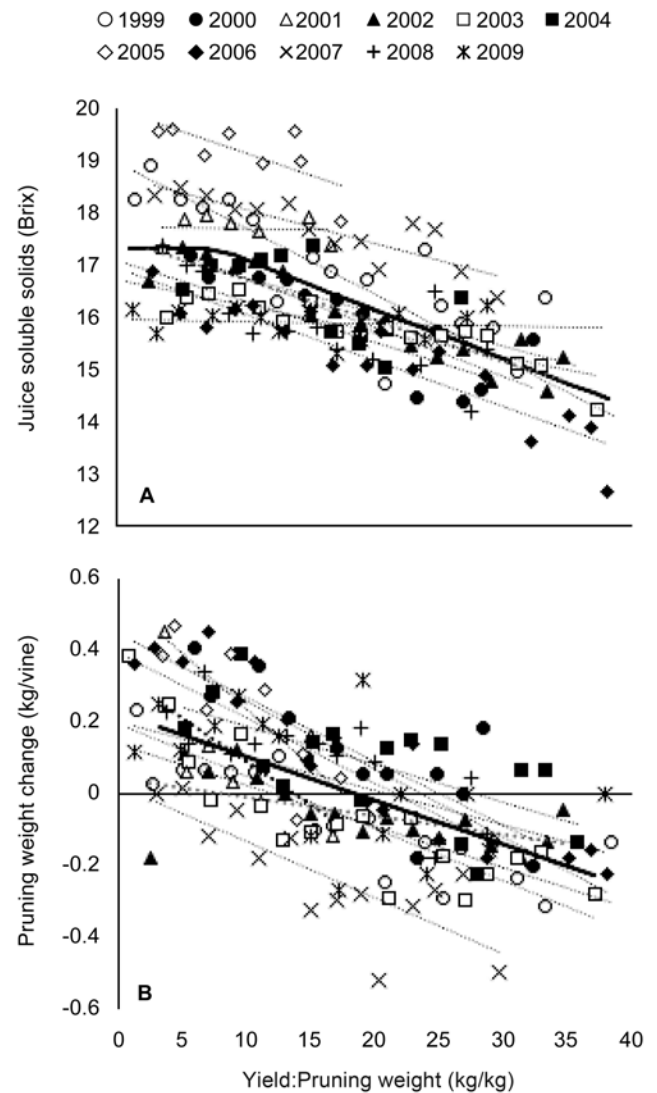 1999 2000 2001 2002 2003 2004
2005 2006 2007 2008 2009
20
19
18
17
16
15
14
13
12
Juice soluble solids (Brix)
A
0.6
0.4
0.2
0
-0.2
-0.4
-0.6
Pruning weight change (kg/vine)
B
0 5 10 15 20 25 30 35 40
Yield:Pruning weight (kg/kg)